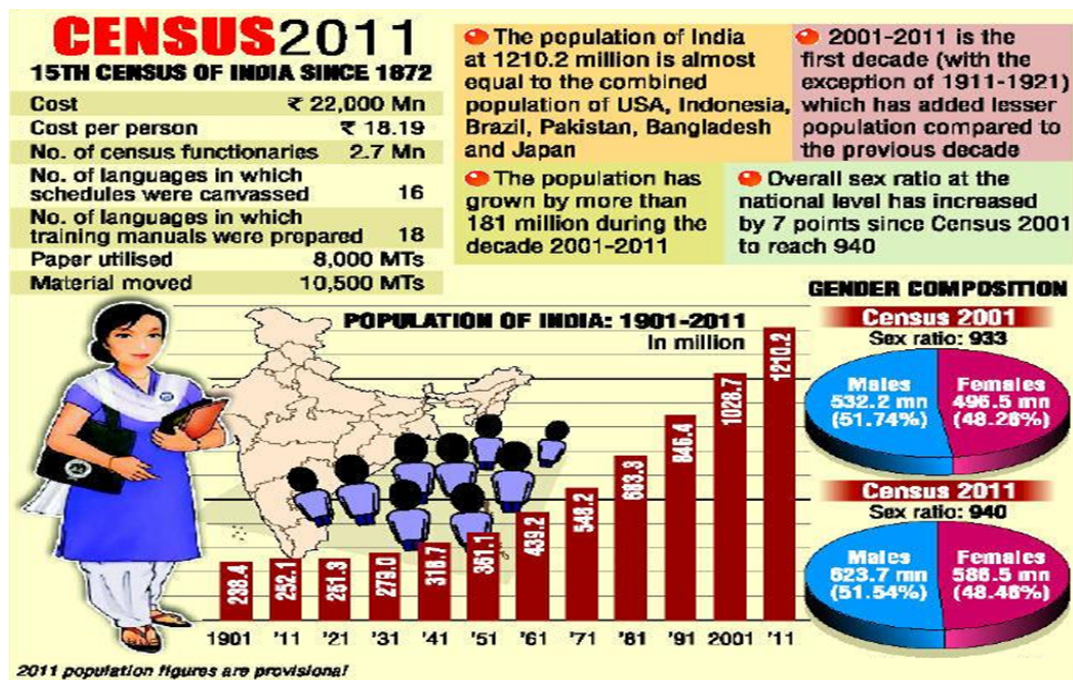 CENSUS 2011
15TH CENSUS OF INDIA SINCE 1872
Cost ₹ 22,000 Mn
Cost per person ₹ 18.19
No. of census functionaries 2.7 Mn
No. of languages in which
schedules were canvassed 16
No. of languages in which
training manuals were prepared 18
Paper utilised 8,000 MTs
Material moved 10,500 MTs
The population of India
at 1210.2 million is almost
equal to the combined
population of USA, Indonesia,
Brazil, Pakistan, Bangladesh
and Japan
2001-2011 is the
first decade (with the
exception of 1911-1921)
which has added lesser
population compared to
the previous decade
The population has
grown by more than
181 million during the
decade 2001-2011
Overall sex ratio at the
national level has increased
by 7 points since Census 2001
to reach 940
POPULATION OF INDIA: 1901-2011
In million
238.4
252.1
251.3
279.0
318.7
361.1
439.2
548.2
683.3
846.4
1028.7
1210.2
1901 '11 '21 '31 '41 '51 '61 '71 '81 '91 2001 '11
GENDER COMPOSITION
Census 2001
Sex ratio: 933
Males
532.2 mn
(51.74%)
Females
496.5 mn
(48.26%)
Census 2011
Sex ratio: 940
Males
623.7 mn
(51.54%)
Females
586.5 mn
(48.46%)
2011 population figures are provisional